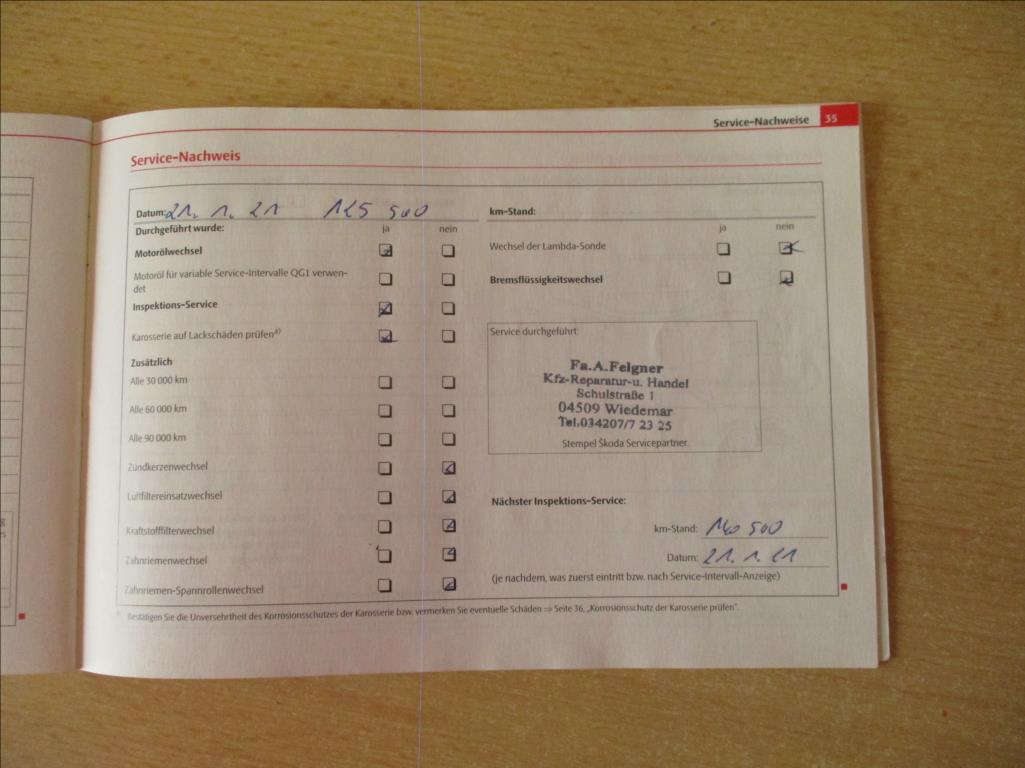 Service-Nachweise 35
Service-Nachweis
Datum: 21. 1. 21 125 500
Durchgeführt wurde: ja nein
Motorölwechsel
Motoröl für variable Service-Intervalle QG1 verwen-
det
Inspektions-Service
Karosserie auf Lackschäden prüfen a)
Zusätzlich
Alle 30 000 km
Alle 60 000 km
Alle 90 000 km
Zündkerzenwechsel
Luftfiltereinsatzwechsel
Kraftstofffilterwechsel
Zahnriemenwechsel
Zahnriemen-Spannrollenwechsel
km-Stand:
ja nein
Wechsel der Lambda-Sonde
Bremsflüssigkeitswechsel
Service durchgeführt:
Fa.A.Felgner
Kfz-Reparatur-u. Handel
Schulstraße 1
04509 Wiedemar
Tel.034207/7 23 25
Stempel Škoda Servicepartner
Nächster Inspektions-Service:
km-Stand: 140 500
Datum: 21. 1. 21
(je nachdem, was zuerst eintritt bzw. nach Service-Intervall-Anzeige)
Bestätigen Sie die Unversehrtheit des Korrosionsschutzes der Karosserie bzw. vermerken Sie eventuelle Schäden ⇒ Seite 36, „Korrosionsschutz der Karosserie prüfen“.